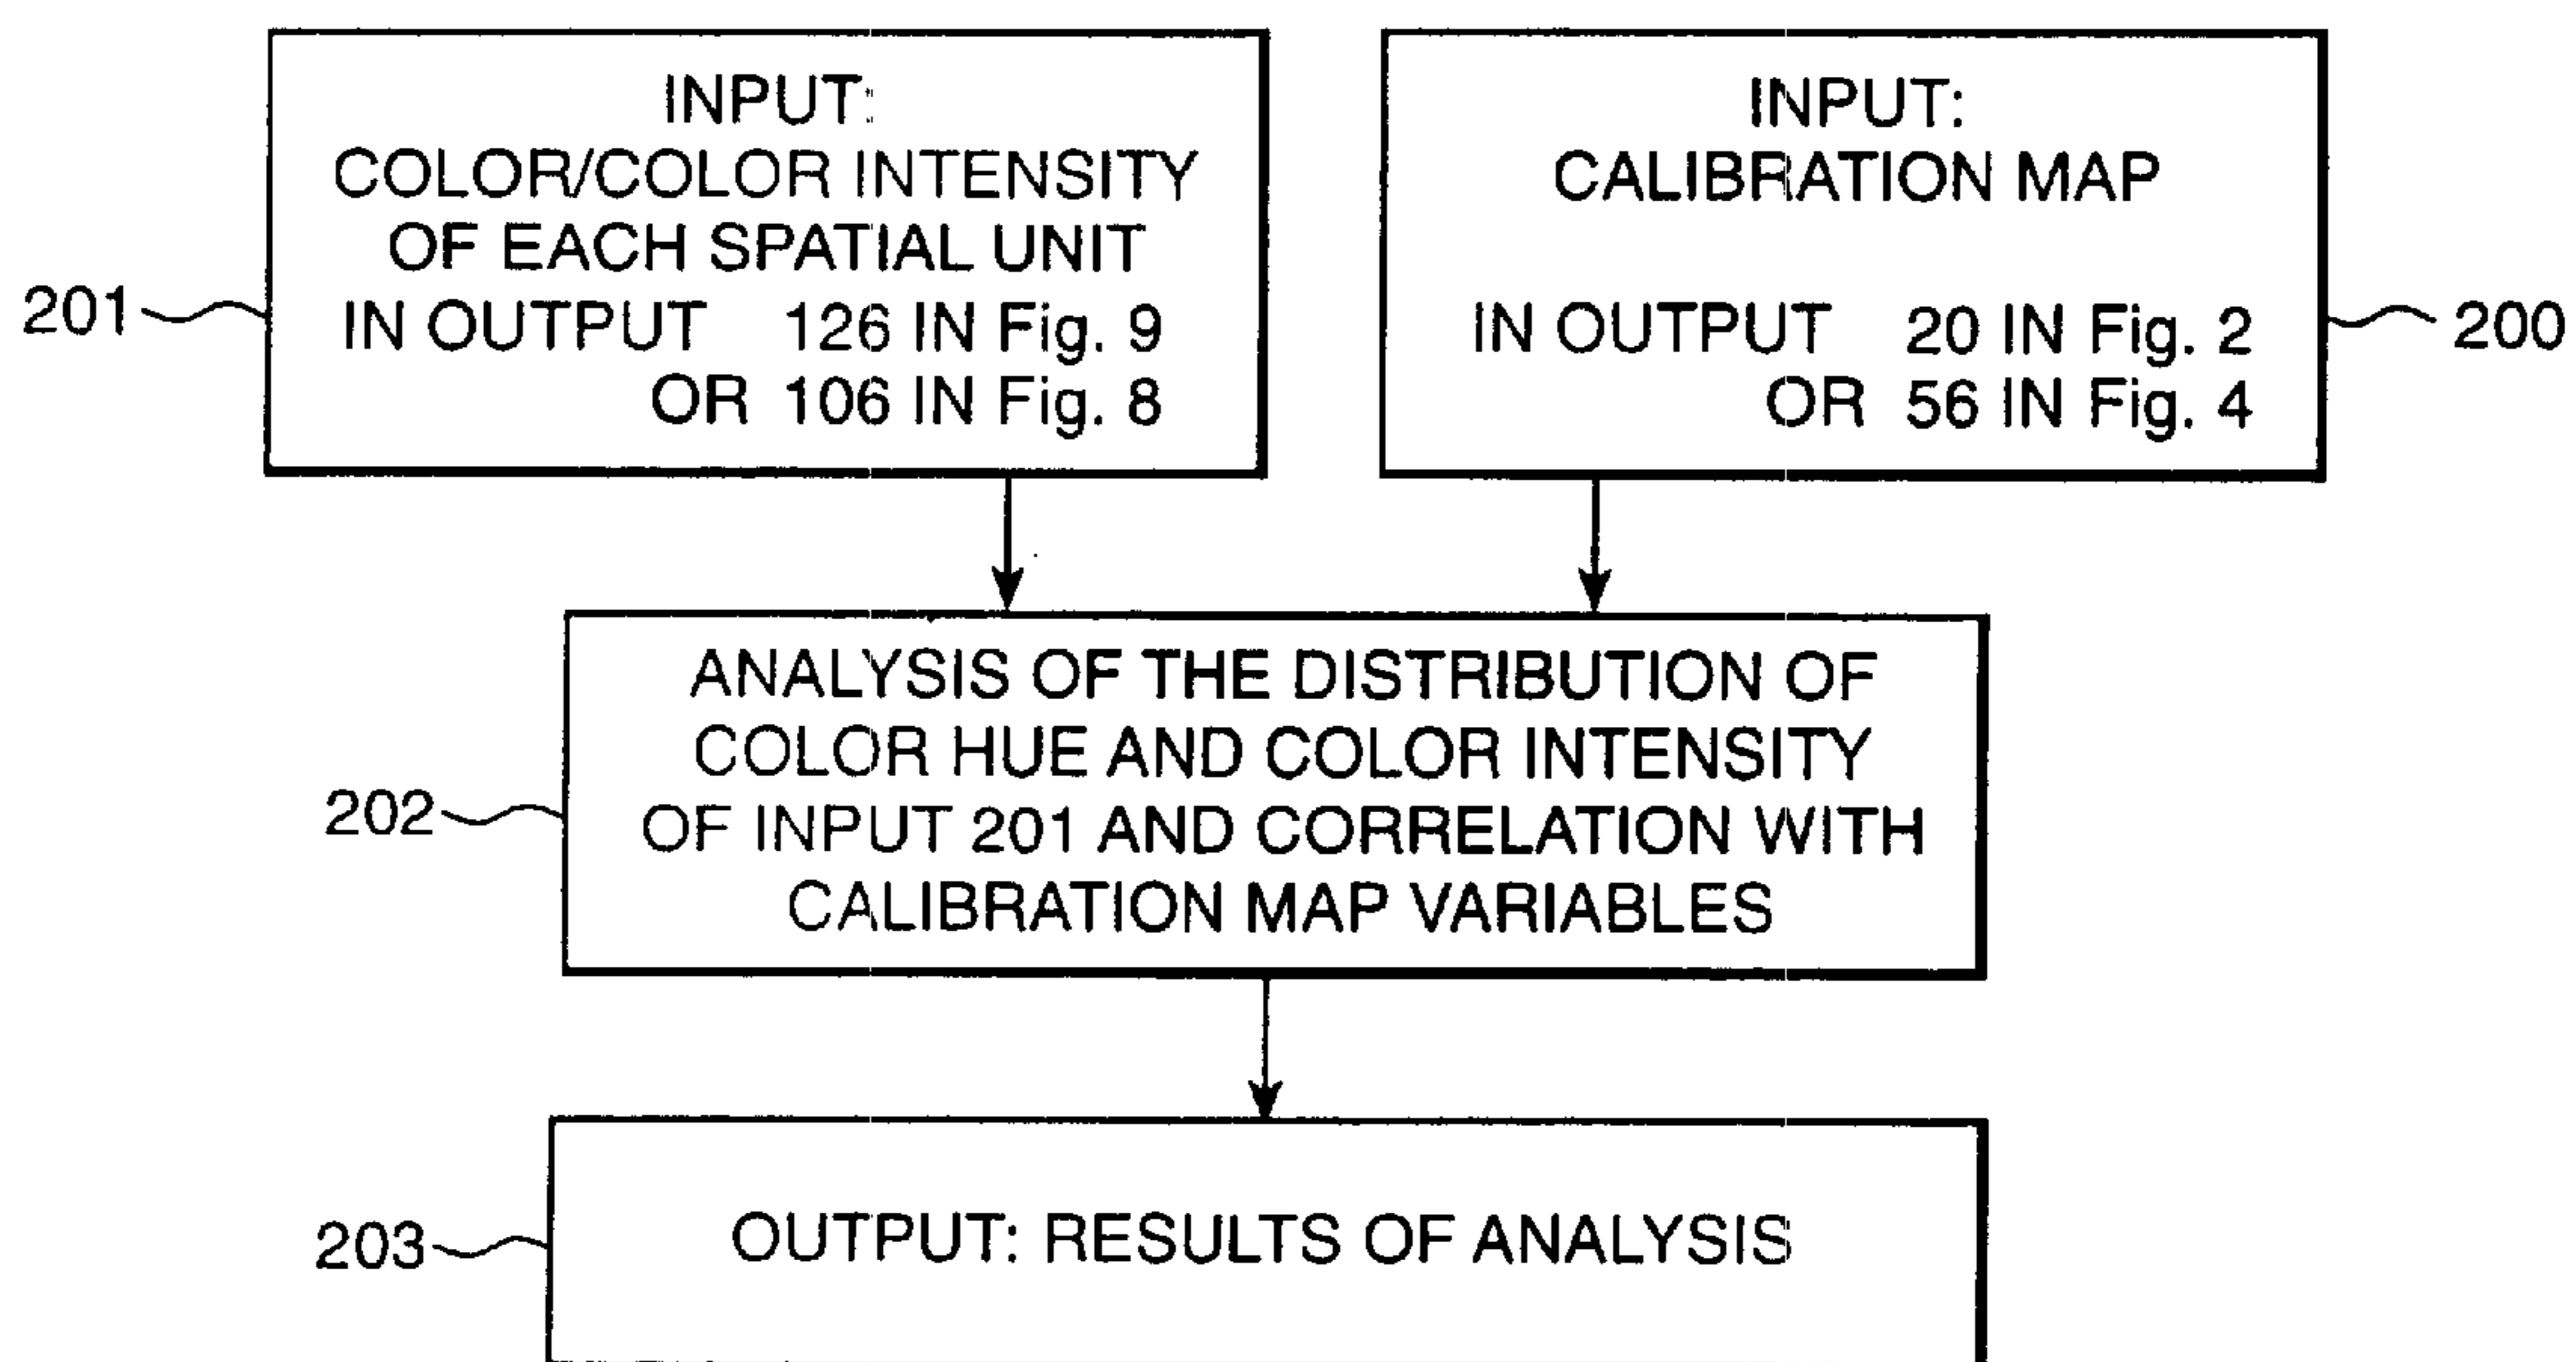 INPUT:
COLOR/COLOR INTENSITY
OF EACH SPATIAL UNIT
IN OUTPUT 126 IN Fig. 9
OR 106 IN Fig. 8
201
INPUT:
CALIBRATION MAP
IN OUTPUT 20 IN Fig. 2
OR 56 IN Fig. 4
200
ANALYSIS OF THE DISTRIBUTION OF
COLOR HUE AND COLOR INTENSITY
OF INPUT 201 AND CORRELATION WITH
CALIBRATION MAP VARIABLES
202
OUTPUT: RESULTS OF ANALYSIS
203